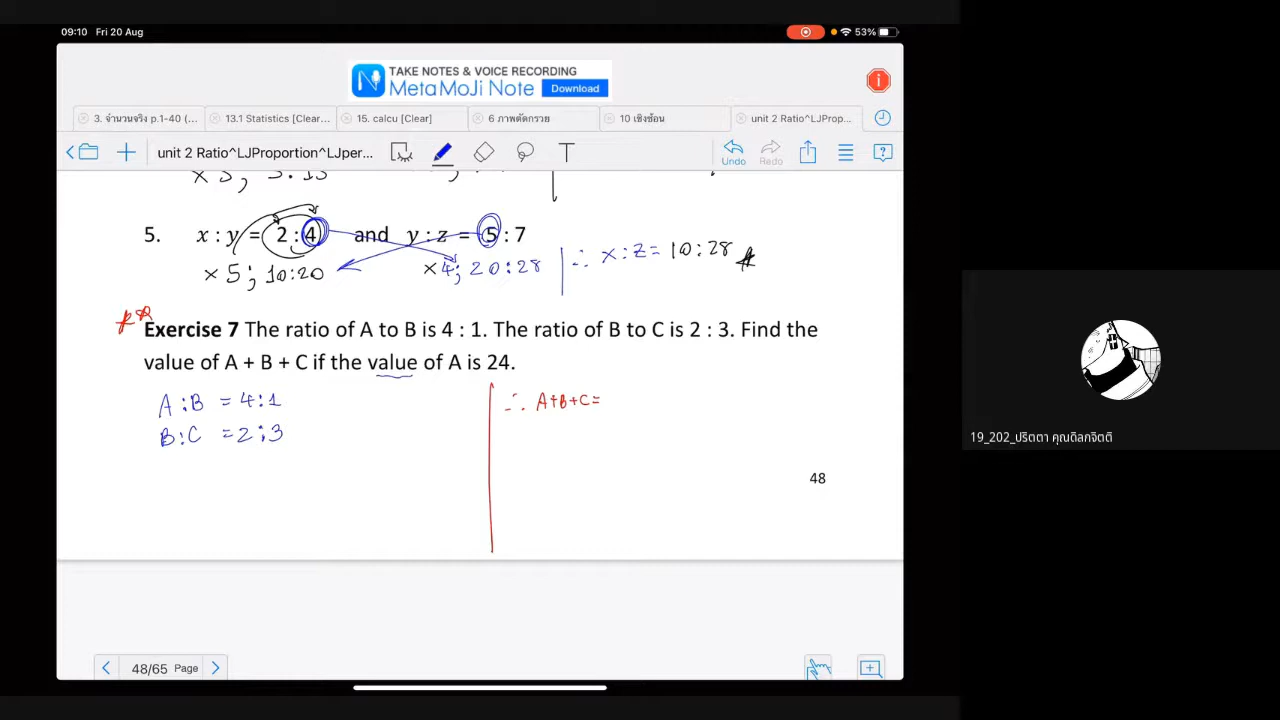 09:10 Fri 20 Aug
53%
TAKE NOTES & VOICE RECORDING
MetaMoJi Note Download
3. จำนวนจริง p.1-40 (...
13.1 Statistics [Clear...
15. calcu [Clear]
6 ภาพตัดกรวย
10 เชิงซ้อน
unit 2 Ratio^LJProp...
unit 2 Ratio^LJProportion^LJper...
T
Undo
Redo
5. x : y = 2 : 4 and y : z = 5 : 7
× 5 ; 10:20 × 4 ; 20:28 ∴ x : z = 10:28
Exercise 7 The ratio of A to B is 4 : 1. The ratio of B to C is 2 : 3. Find the
value of A + B + C if the value of A is 24.
A : B = 4 : 1
B : C = 2 : 3
∴ A+B+C=
48
48/65 Page
19_202_ปริตตา คุณดิลกจิตติ